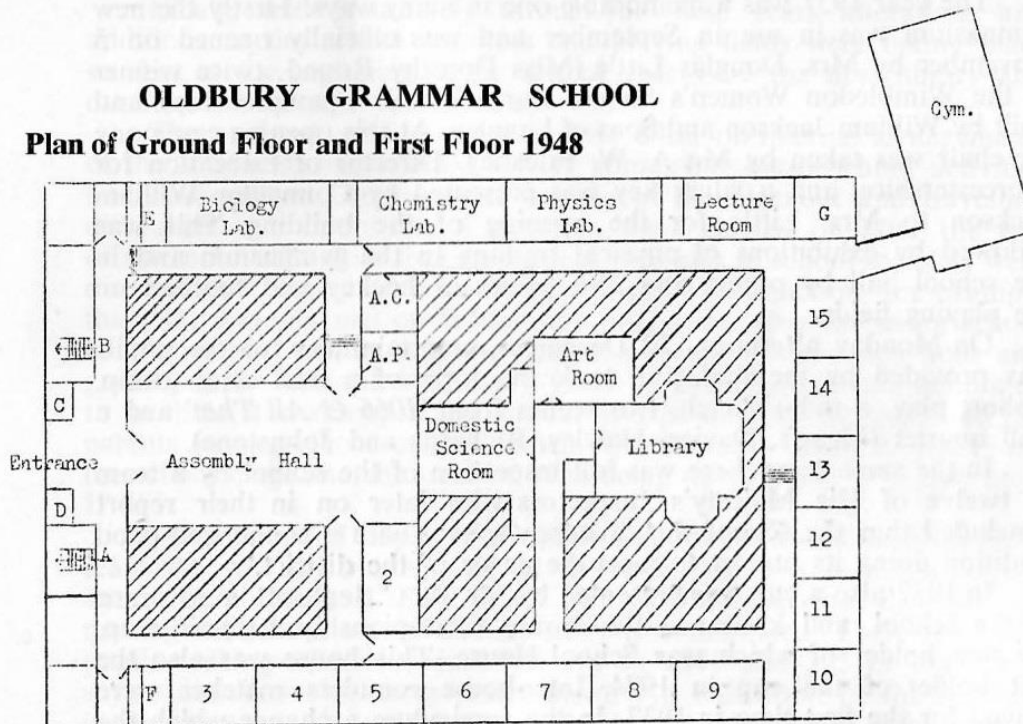 OLDBURY GRAMMAR SCHOOL
Plan of Ground Floor and First Floor 1948
Gym.
E
Biology
Lab.
Chemistry
Lab.
Physics
Lab.
Lecture
Room
G
A.C.
15
B
A.P.
Art
Room
14
C
Domestic
Science
Room
Entrance
Assembly Hall
8
Library
13
D
12
A
2
11
10
F
3
4
5
6
7
8
9